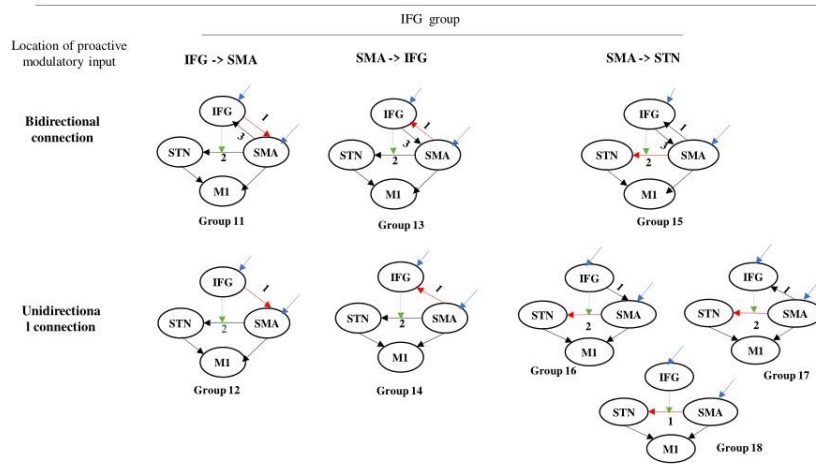 IFG group
Location of proactive
modulatory input
IFG -> SMA
SMA -> IFG
SMA -> STN
Bidirectional
connection
IFG
1
3
STN
2
SMA
M1
Group 11
IFG
1
3
STN
2
SMA
M1
Group 13
IFG
1
3
STN
2
SMA
M1
Group 15
Unidirectiona
l connection
IFG
1
STN
2
SMA
M1
Group 12
IFG
1
STN
2
SMA
M1
Group 14
IFG
1
STN
2
SMA
M1
Group 16
IFG
1
STN
2
SMA
M1
Group 17
IFG
STN
1
SMA
M1
Group 18